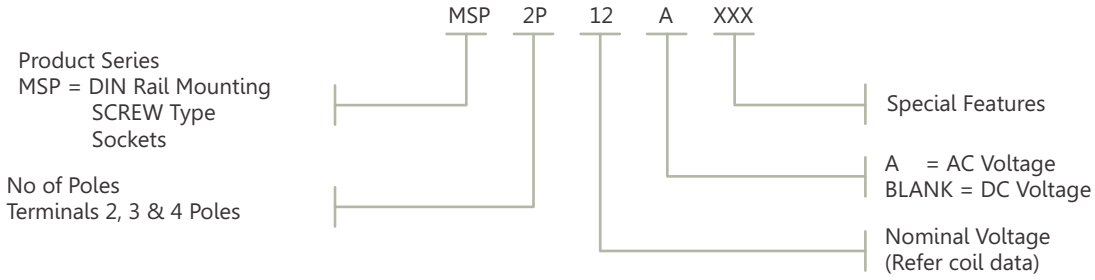 MSP 2P 12 A XXX
Product Series
MSP = DIN Rail Mounting
SCREW Type
Sockets
No of Poles
Terminals 2, 3 & 4 Poles
Special Features
A = AC Voltage
BLANK = DC Voltage
Nominal Voltage
(Refer coil data)